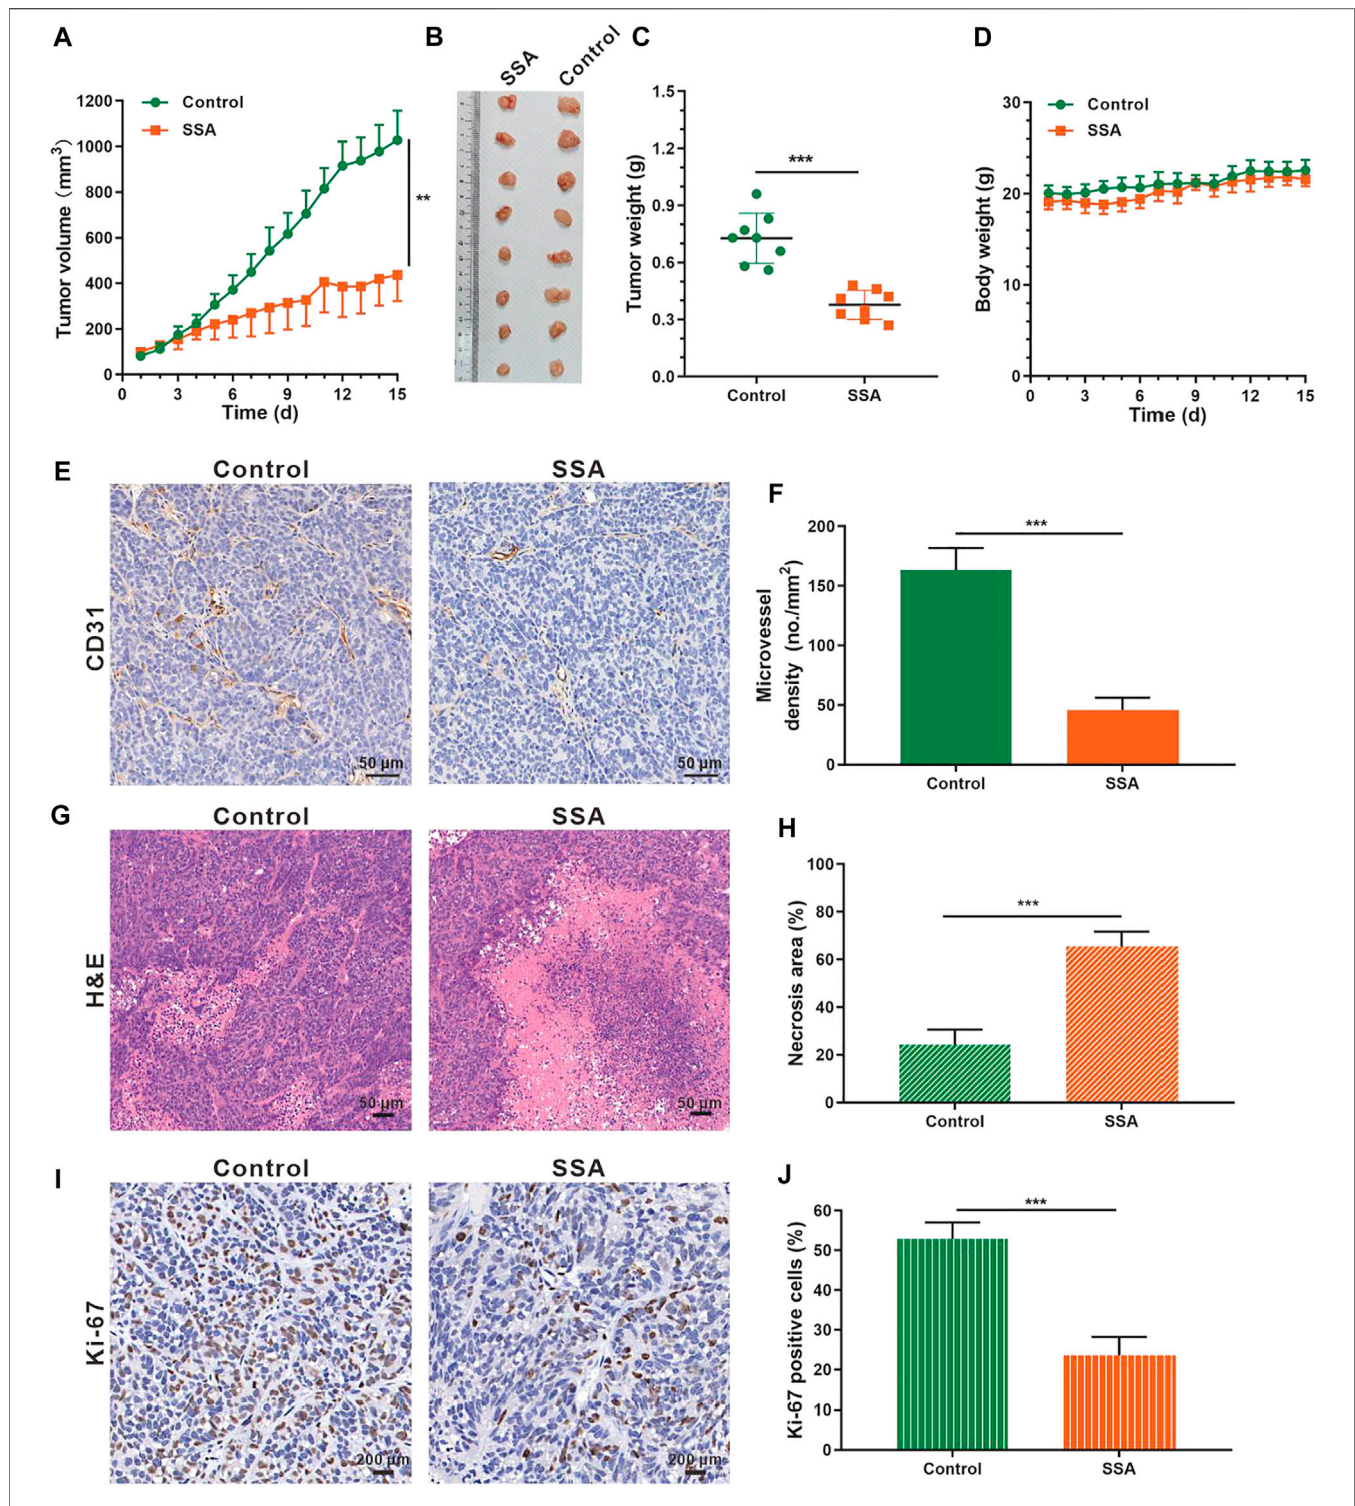 A
B
C
D
Control
SSA
Tumor volume (mm3)
1200
1000
800
600
400
200
0
0
3
6
9
12
15
Time (d)
**
SSA
Control
Tumor weight (g)
1.5
1.2
0.9
0.6
0.3
0.0
***
Control
SSA
Control
SSA
Body weight (g)
30
20
10
0
0
3
6
9
12
15
Time (d)
E
Control
SSA
CD31
50 μm
50 μm
F
Microvessel
density (no./mm2)
200
150
100
50
0
***
Control
SSA
G
Control
SSA
H&E
50 μm
50 μm
H
Necrosis area (%)
100
80
60
40
20
0
***
Control
SSA
I
Control
SSA
Ki-67
200 μm
200 μm
J
Ki-67 positive cells (%)
60
50
40
30
20
10
0
***
Control
SSA